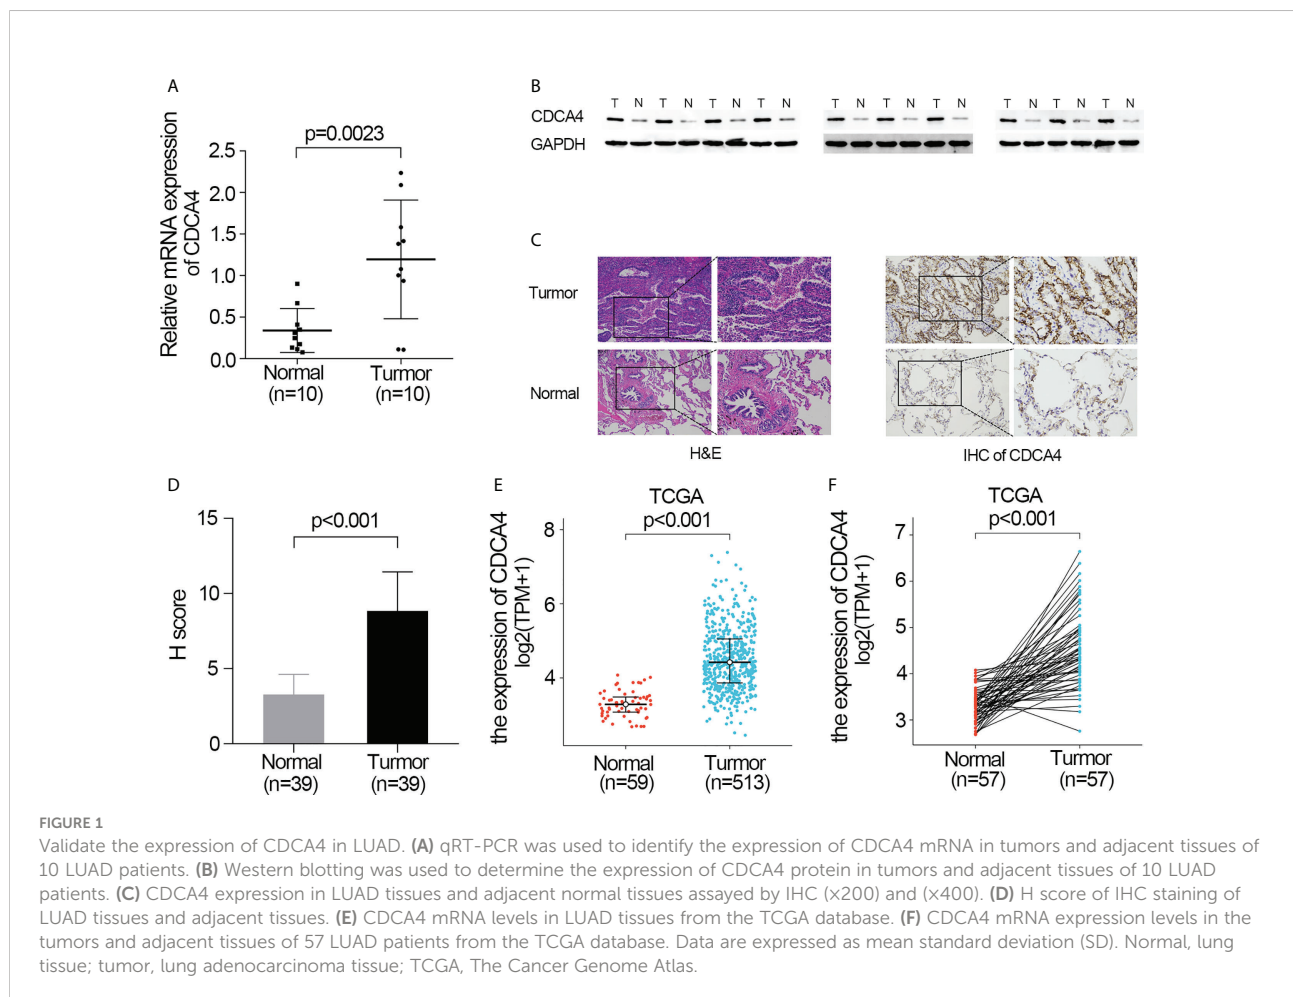 A
p=0.0023
Relative mRNA expression
of CDCA4
2.5
2.0
1.5
1.0
0.5
0.0
Normal
(n=10)
Turmor
(n=10)
B
T N T N T N T N
T N T N T N
T N T N T N
CDCA4
GAPDH
C
Turmor
Normal
H&E
IHC of CDCA4
D
p<0.001
H score
15
10
5
0
Normal
(n=39)
Turmor
(n=39)
E
TCGA
p<0.001
the expression of CDCA4
log2(TPM+1)
8
6
4
Normal
(n=59)
Turmor
(n=513)
F
TCGA
p<0.001
the expression of CDCA4
log2(TPM+1)
7
6
5
4
3
Normal
(n=57)
Turmor
(n=57)
FIGURE 1
Validate the expression of CDCA4 in LUAD. (A) qRT-PCR was used to identify the expression of CDCA4 mRNA in tumors and adjacent tissues of
10 LUAD patients. (B) Western blotting was used to determine the expression of CDCA4 protein in tumors and adjacent tissues of 10 LUAD
patients. (C) CDCA4 expression in LUAD tissues and adjacent normal tissues assayed by IHC (×200) and (×400). (D) H score of IHC staining of
LUAD tissues and adjacent tissues. (E) CDCA4 mRNA levels in LUAD tissues from the TCGA database. (F) CDCA4 mRNA expression levels in the
tumors and adjacent tissues of 57 LUAD patients from the TCGA database. Data are expressed as mean standard deviation (SD). Normal, lung
tissue; tumor, lung adenocarcinoma tissue; TCGA, The Cancer Genome Atlas.